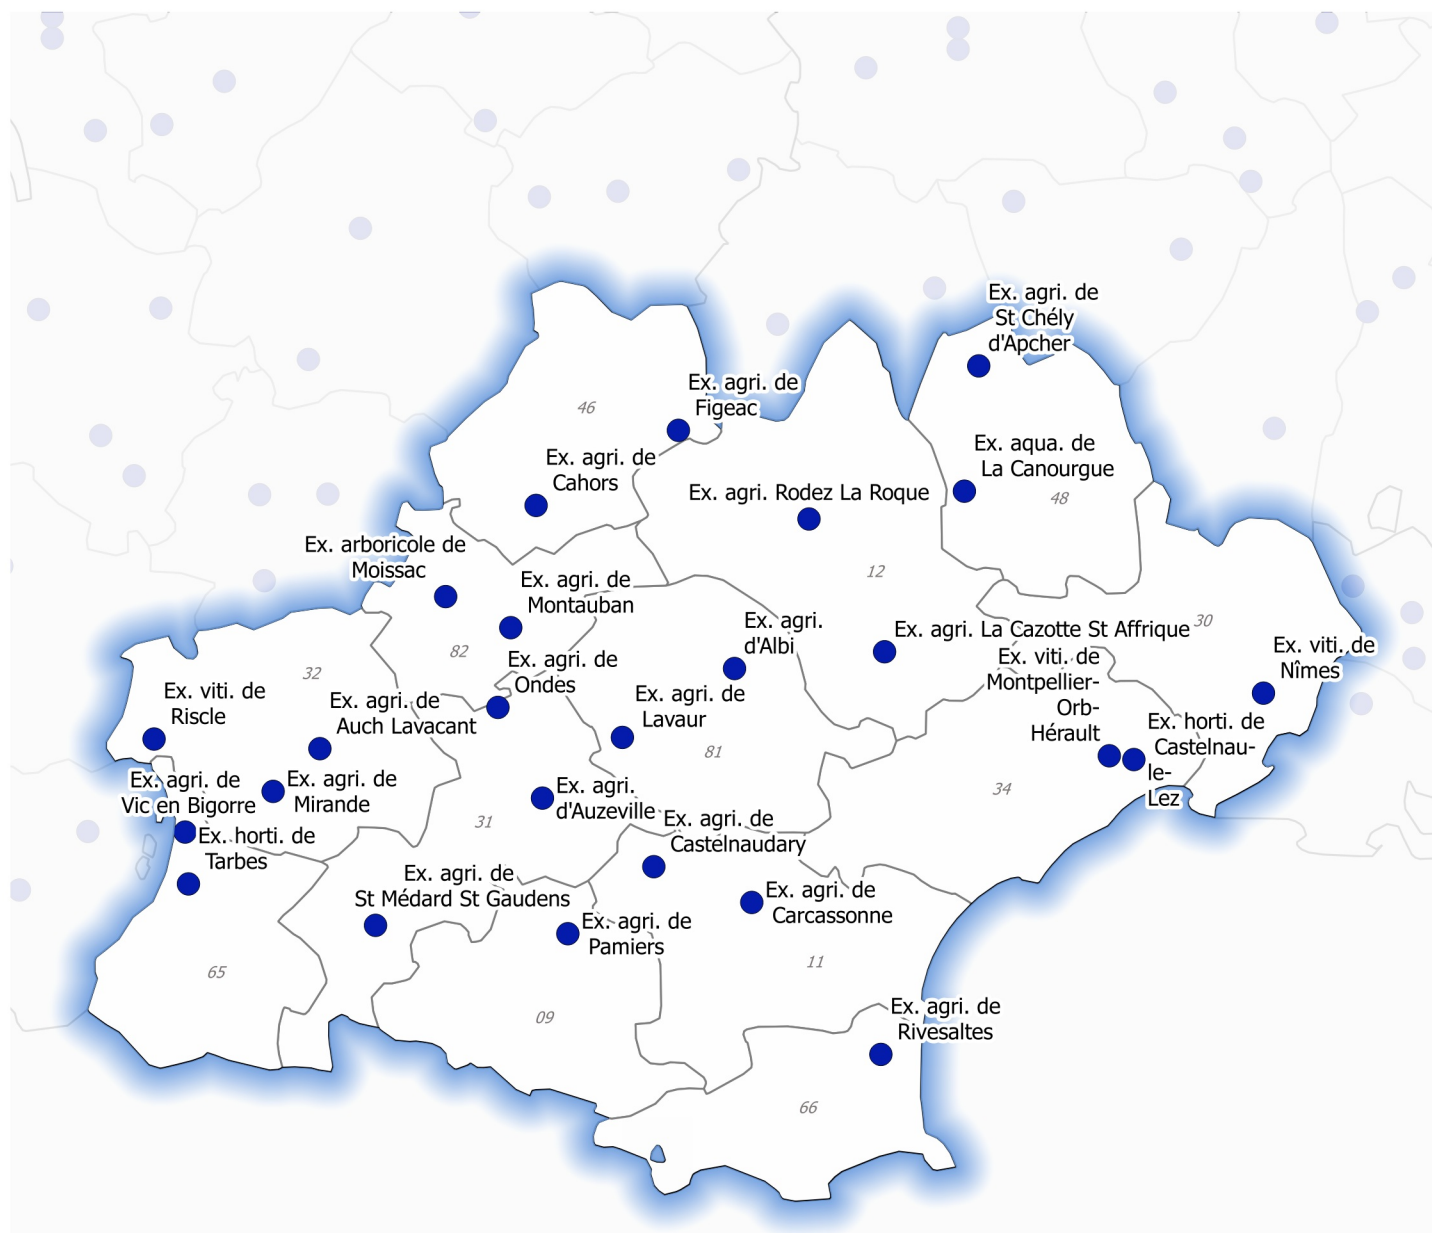 Ex. agri. de
St Chély
d'Apcher
Ex. agri. de
Figeac
46
Ex. agri. de
Cahors
Ex. aqua. de
La Canourgue
48
Ex. agri. Rodez La Roque
Ex. arboricole de
Moissac
12
Ex. agri. de
Montauban
30
Ex. agri.
d'Albi
Ex. agri. La Cazotte St Affrique
82
Ex. viti. de
Nîmes
Ex. agri. de
Ondes
Ex. viti. de
Montpellier-
Orb-
Hérault
32
Ex. viti. de
Riscle
Ex. agri. de
Auch Lavacant
Ex. agri. de
Lavaur
Ex. horti. de
Castelnau-
le-
Lez
81
Ex. agri. de
Vic en Bigorre
Ex. agri. de
Mirande
Ex. agri.
d'Auzeville
34
31
Ex. agri. de
Castelnaudary
Ex. horti. de
Tarbes
Ex. agri. de
St Médard St Gaudens
Ex. agri. de
Carcassonne
Ex. agri. de
Pamiers
65
11
09
Ex. agri. de
Rivesaltes
66